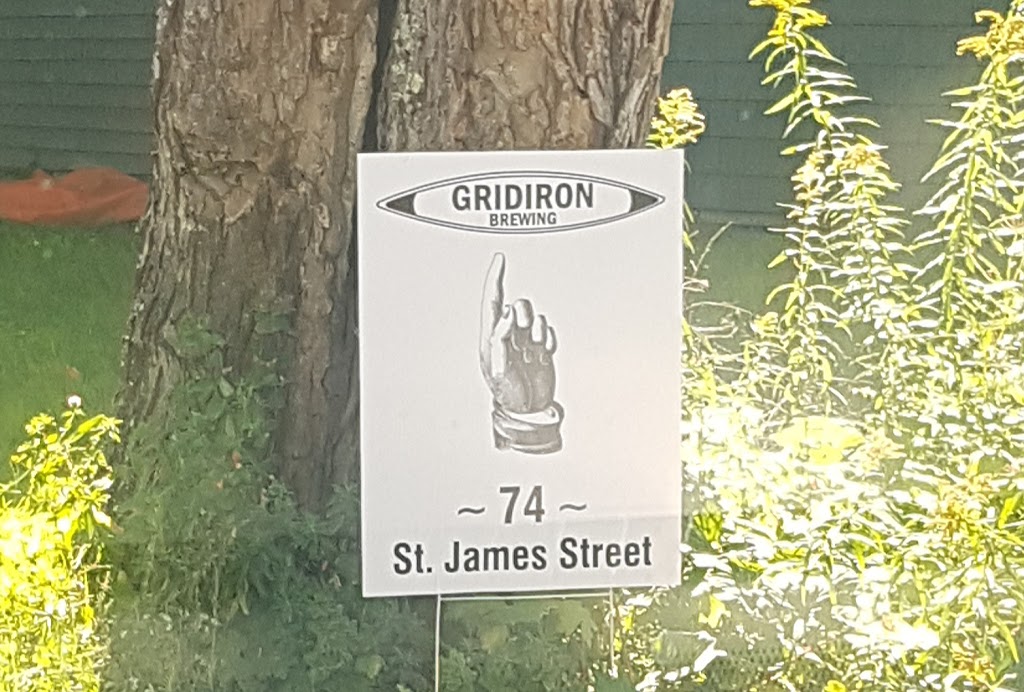 GRIDIRON
BREWING
~ 74 ~
St. James Street